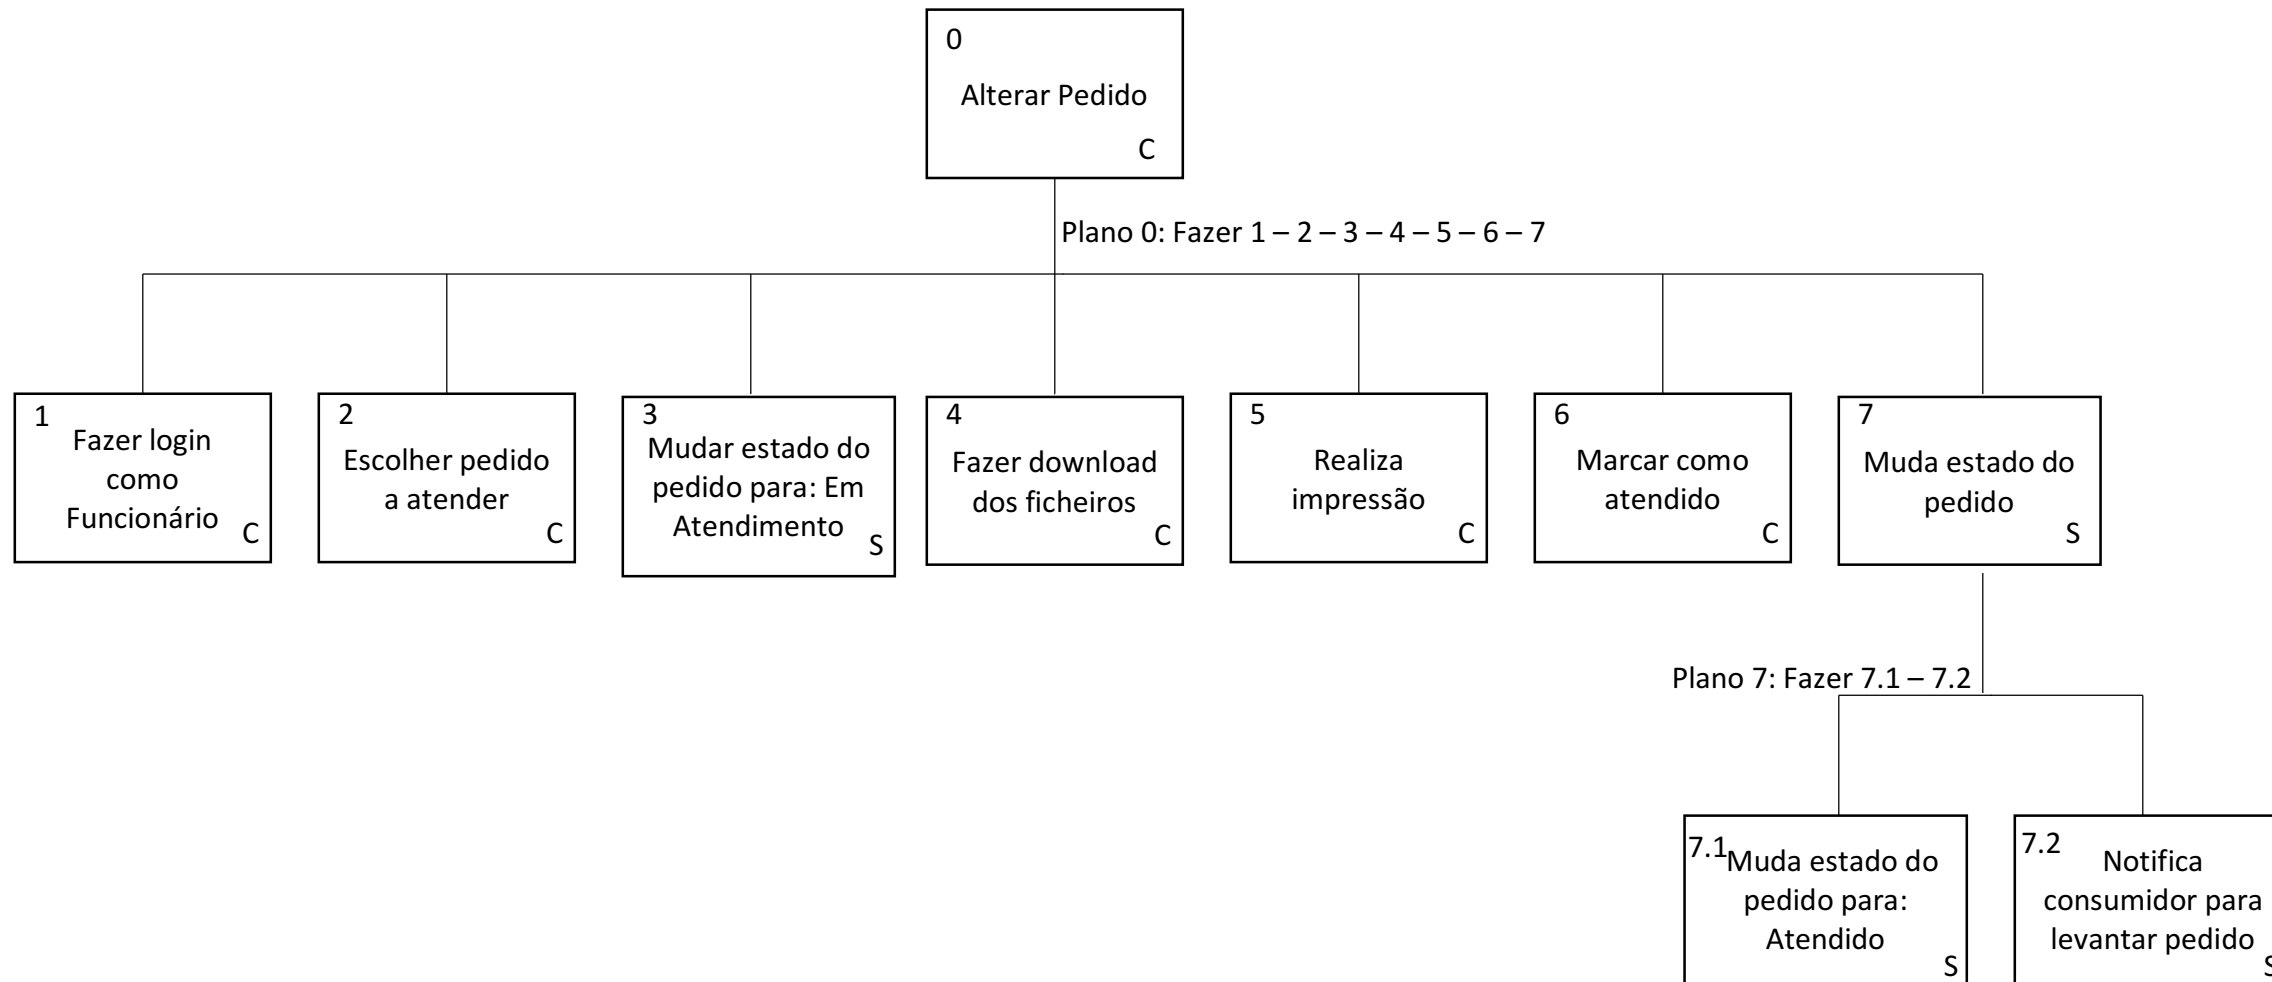 0
Alterar Pedido
C
Plano 0: Fazer 1 – 2 – 3 – 4 – 5 – 6 – 7
1
Fazer login
como
Funcionário
C
2
Escolher pedido
a atender
C
3
Mudar estado do
pedido para: Em
Atendimento
S
4
Fazer download
dos ficheiros
C
5
Realiza
impressão
C
6
Marcar como
atendido
C
7
Muda estado do
pedido
S
Plano 7: Fazer 7.1 – 7.2
7.1
Muda estado do
pedido para:
Atendido
S
7.2
Notifica
consumidor para
levantar pedido
S